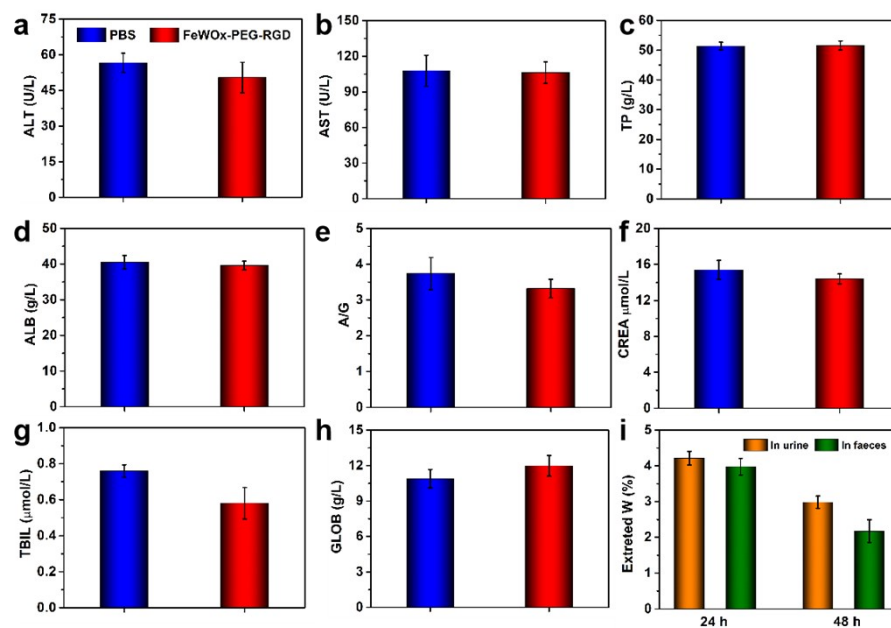 a
ALT (U/L)
75
60
45
30
15
0
PBS
FeWOx-PEG-RGD
b
AST (U/L)
150
120
90
60
30
0
c
TP (g/L)
60
50
40
30
20
10
0
d
ALB (g/L)
50
40
30
20
10
0
e
A/G
5
4
3
2
1
0
f
CREA μmol/L
20
16
12
8
4
0
g
TBIL (μmol/L)
1.0
0.8
0.6
0.4
0.2
0.0
h
GLOB (g/L)
15
12
9
6
3
0
i
Extreted W (%)
5
4
3
2
1
0
In urine
In faeces
24 h
48 h